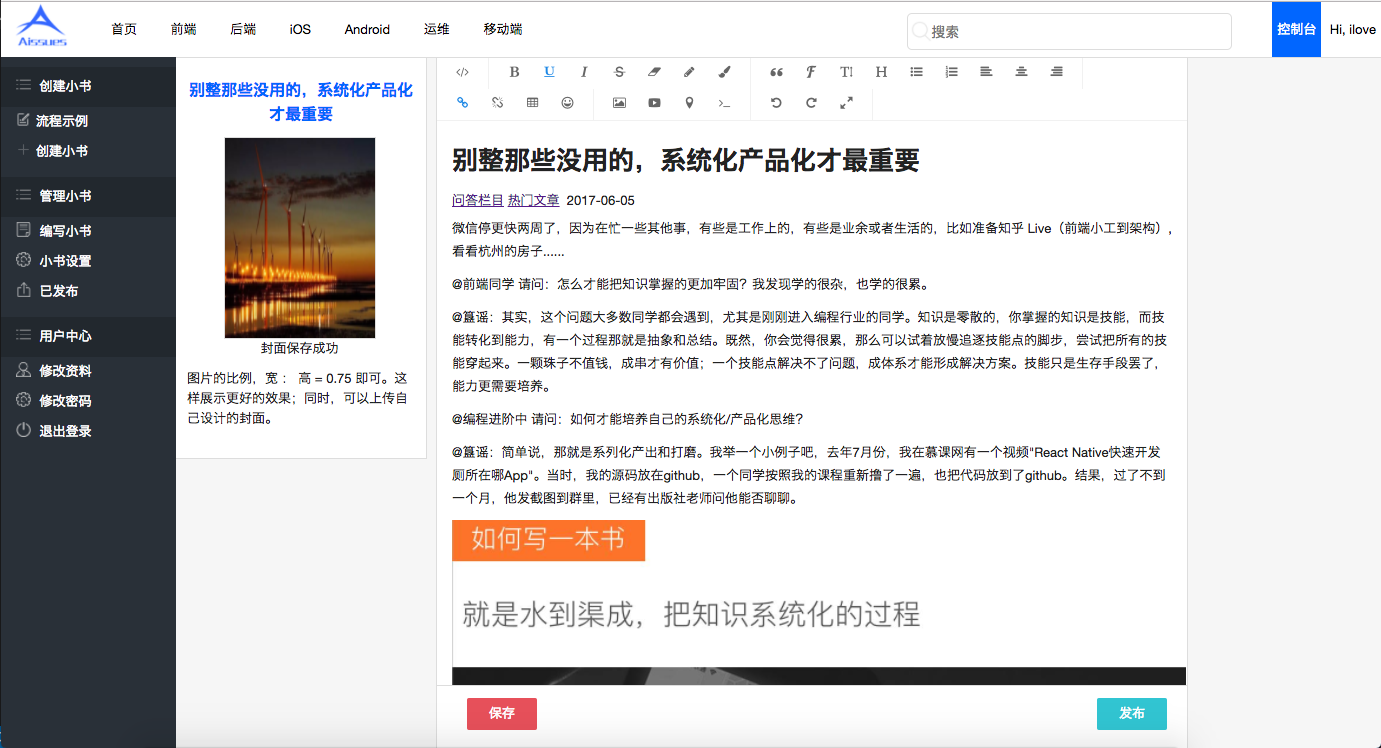 Aissues
首页 前端 后端 iOS Android 运维 移动端
搜索
控制台 Hi, ilove
创建小书
流程示例
创建小书
管理小书
编写小书
小书设置
已发布
用户中心
修改资料
修改密码
退出登录
别整那些没用的，系统化产品化
才最重要
封面保存成功
图片的比例，宽 ： 高 = 0.75 即可。这
样展示更好的效果；同时，可以上传自
己设计的封面。
别整那些没用的，系统化产品化才最重要
问答栏目 热门文章 2017-06-05
微信停更快两周了，因为在忙一些其他事，有些是工作上的，有些是业余或者生活的，比如准备知乎 Live（前端小工到架构），
看看杭州的房子......
@前端同学 请问：怎么才能把知识掌握的更加牢固？我发现学的很杂，也学的很累。
@簋谣：其实，这个问题大多数同学都会遇到，尤其是刚刚进入编程行业的同学。知识是零散的，你掌握的知识是技能，而技
能转化到能力，有一个过程那就是抽象和总结。既然，你会觉得很累，那么可以试着放慢追逐技能点的脚步，尝试把所有的技
能穿起来。一颗珠子不值钱，成串才有价值；一个技能点解决不了问题，成体系才能形成解决方案。技能只是生存手段罢了，
能力更需要培养。
@编程进阶中 请问：如何才能培养自己的系统化/产品化思维？
@簋谣：简单说，那就是系列化产出和打磨。我举一个小例子吧，去年7月份，我在慕课网有一个视频"React Native快速开发
厕所在哪App"。当时，我的源码放在github，一个同学按照我的课程重新撸了一遍，也把代码放到了github。结果，过了不到
一个月，他发截图到群里，已经有出版社老师问他能否聊聊。
如何写一本书
就是水到渠成，把知识系统化的过程
保存 发布